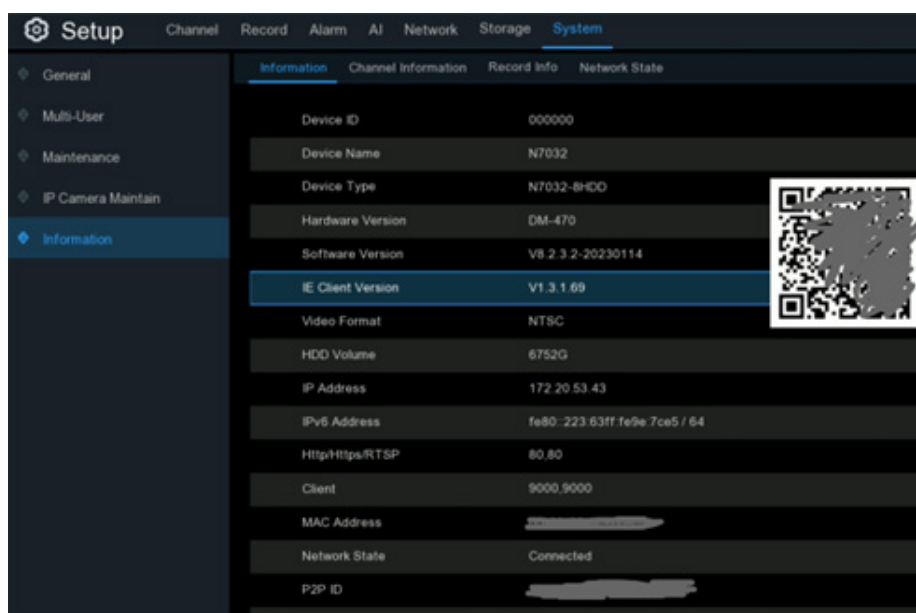 Setup Channel Record Alarm AI Network Storage System
Information Channel Information Record Info Network State
General
Multi-User
Maintenance
IP Camera Maintain
Information
Device ID 000000
Device Name N7032
Device Type N7032-8HDD
Hardware Version DM-470
Software Version V8.2.3.2-20230114
IE Client Version V1.3.1.69
Video Format NTSC
HDD Volume 6752G
IP Address 172.20.53.43
IPv6 Address fe80::223:63ff:fe9e:7ce5 / 64
Http/Https/RTSP 80,80
Client 9000,9000
MAC Address
Network State Connected
P2P ID